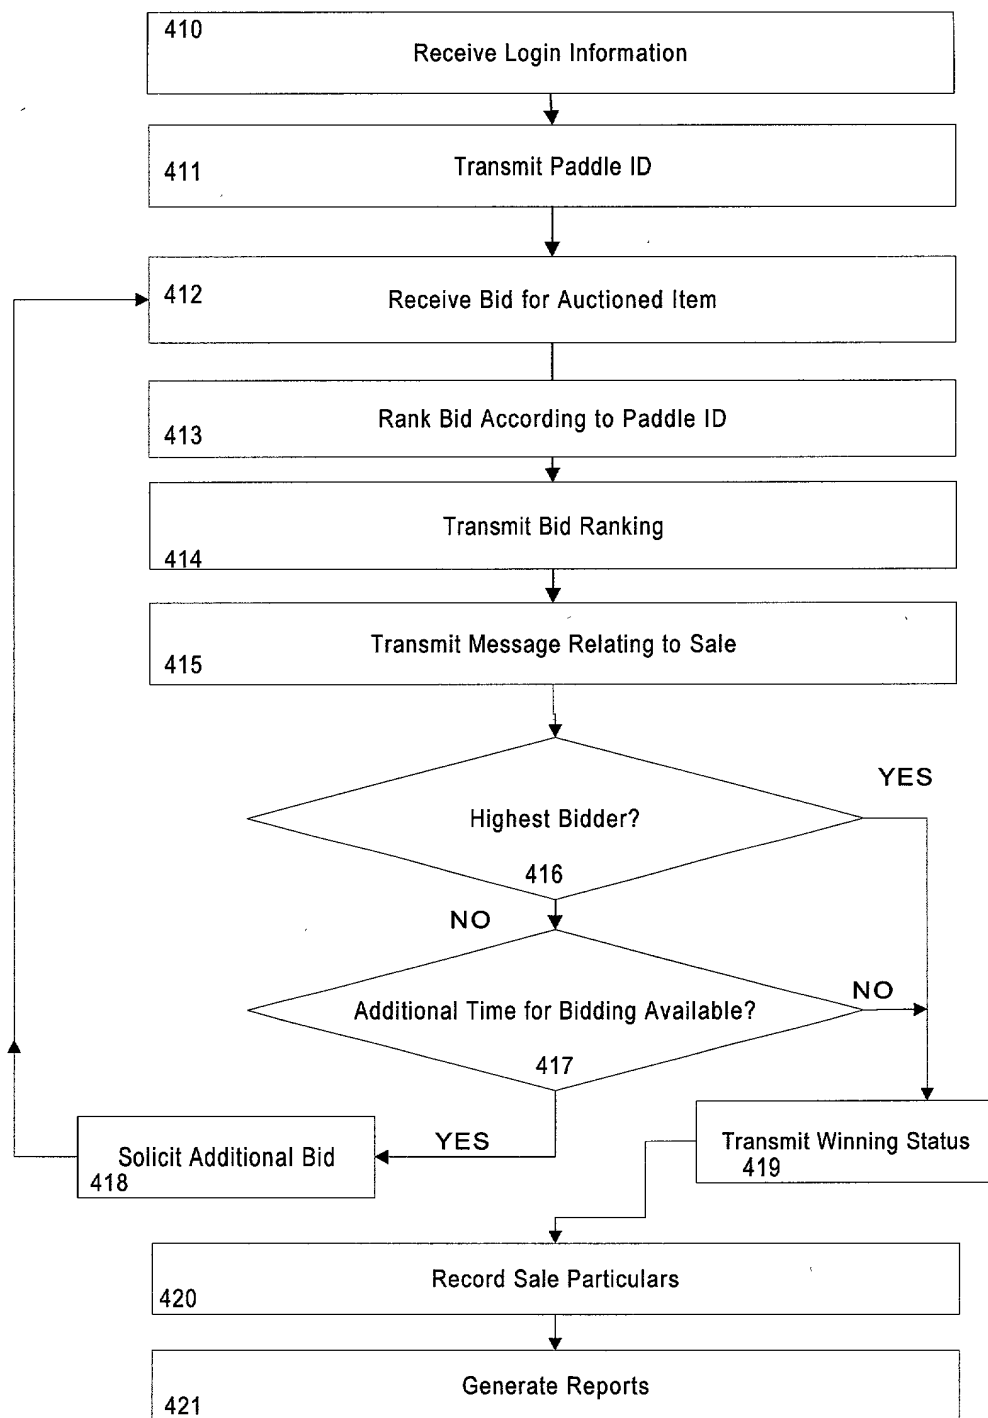 410
Receive Login Information
Transmit Paddle ID
411
412
Receive Bid for Auctioned Item
Rank Bid According to Paddle ID
413
Transmit Bid Ranking
414
Transmit Message Relating to Sale
415
YES
Highest Bidder?
416
NO
NO
Additional Time for Bidding Available?
417
YES
Solicit Additional Bid
418
Transmit Winning Status
419
Record Sale Particulars
420
Generate Reports
421